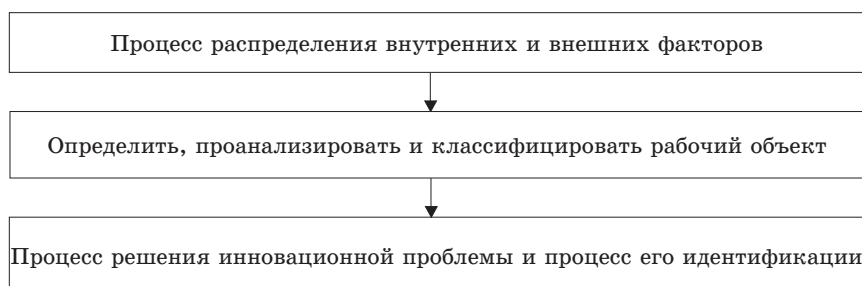 Процесс распределения внутренних и внешних факторов
Определить, проанализировать и классифицировать рабочий объект
Процесс решения инновационной проблемы и процесс его идентификации